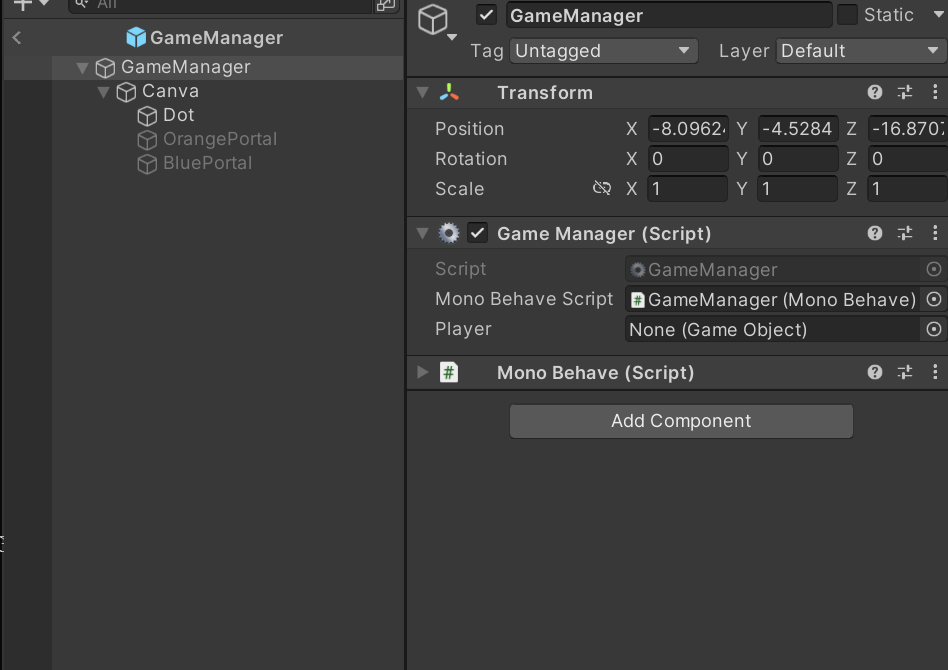 All
GameManager
GameManager
Canva
Dot
OrangePortal
BluePortal
GameManager
Static
Tag Untagged Layer Default
Transform
Position X -8.0962 Y -4.5284 Z -16.870
Rotation X 0 Y 0 Z 0
Scale X 1 Y 1 Z 1
Game Manager (Script)
Script GameManager
Mono Behave Script # GameManager (Mono Behave)
Player None (Game Object)
# Mono Behave (Script)
Add Component